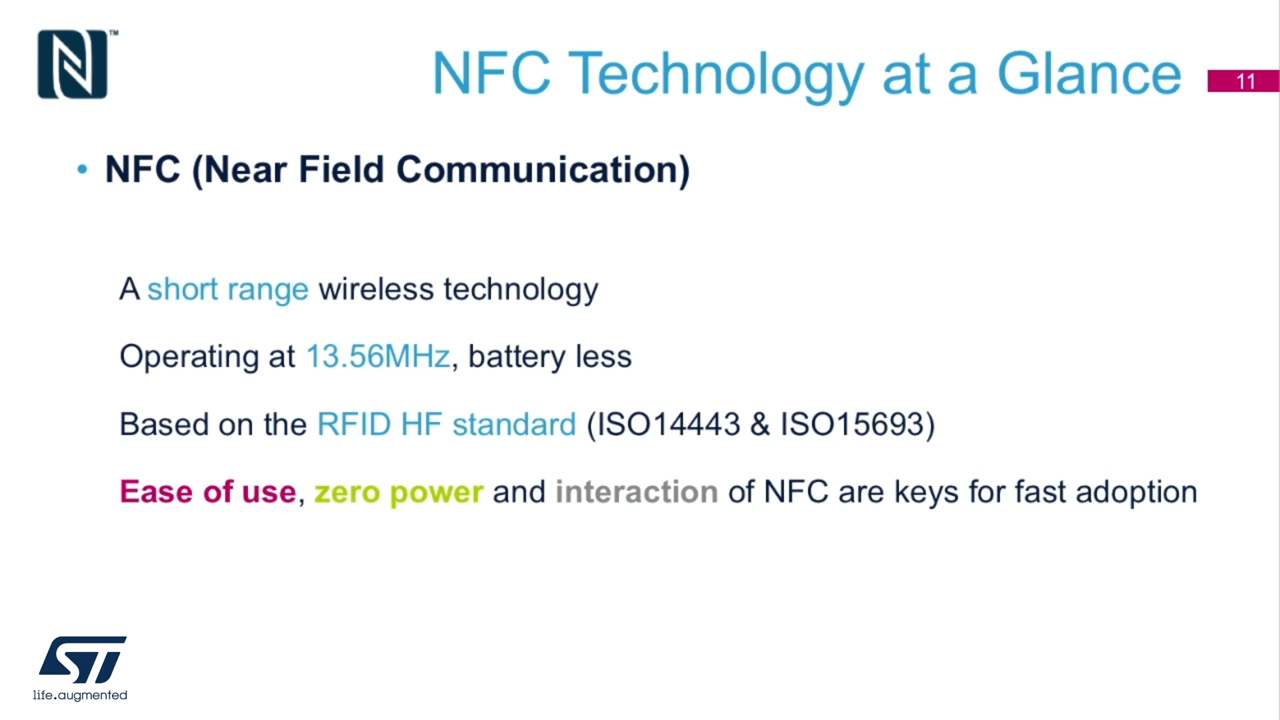 NFC Technology at a Glance
11
• NFC (Near Field Communication)
A short range wireless technology
Operating at 13.56MHz, battery less
Based on the RFID HF standard (ISO14443 & ISO15693)
Ease of use, zero power and interaction of NFC are keys for fast adoption
ST
life.augmented